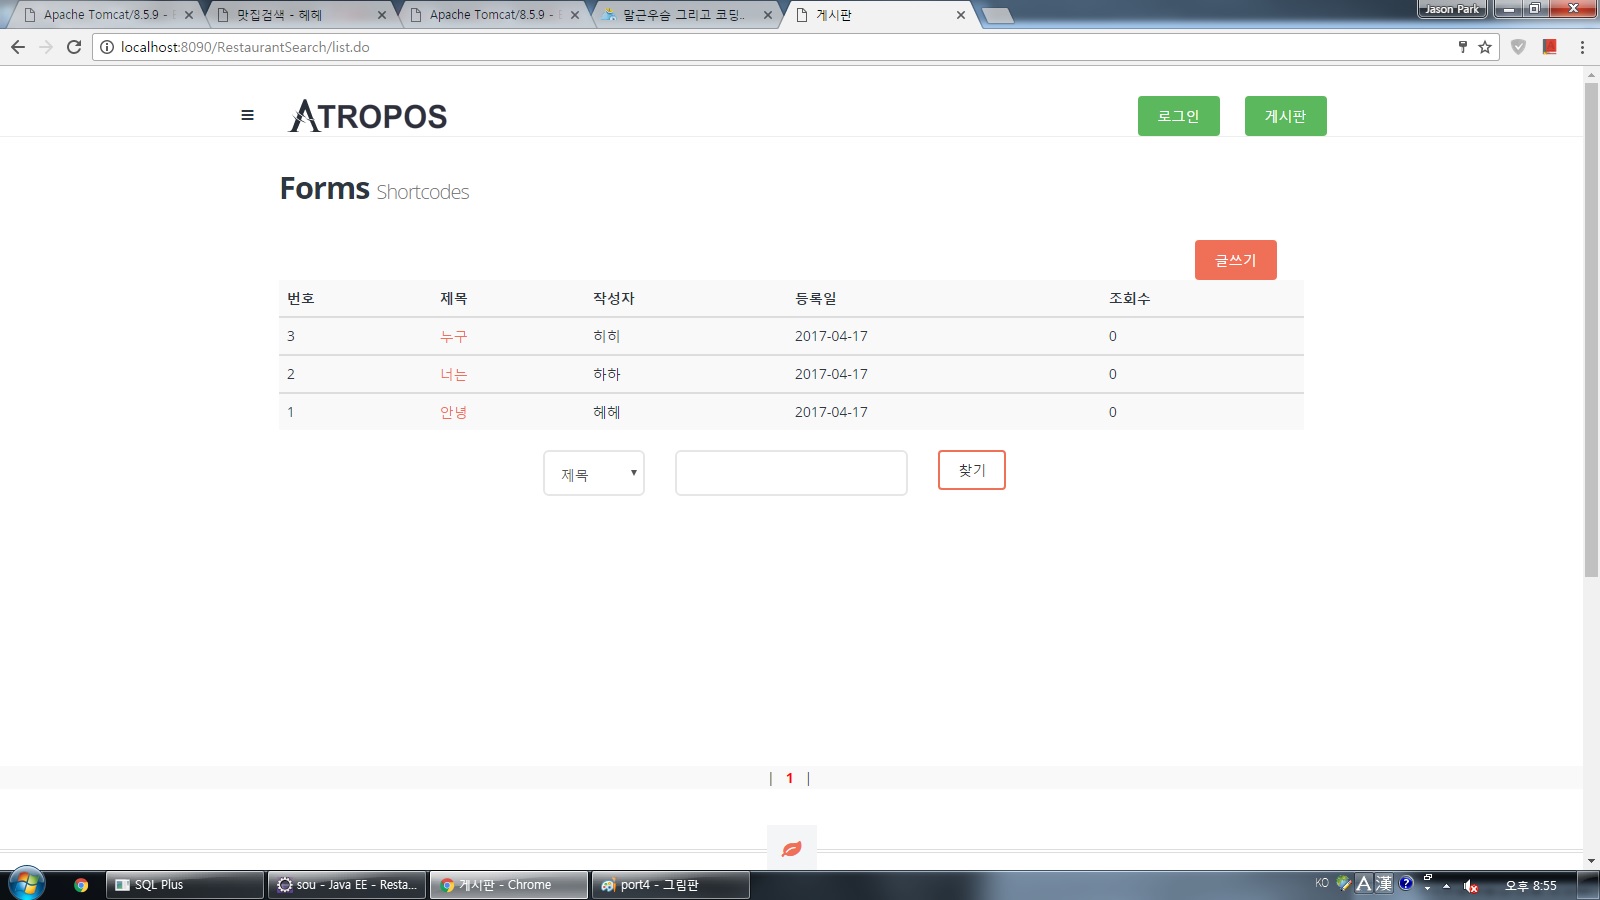 Apache Tomcat/8.5.9 - E
맛집검색 - 헤헤
Apache Tomcat/8.5.9 - E
말근우숨 그리고 코딩..
게시판
Jason Park
localhost:8090/RestaurantSearch/list.do
ATROPOS
로그인
게시판
Forms Shortcodes
글쓰기
번호 제목 작성자 등록일 조회수
3 누구 히히 2017-04-17 0
2 너는 하하 2017-04-17 0
1 안녕 헤헤 2017-04-17 0
제목
찾기
| 1 |
SQL Plus
sou - Java EE - Resta...
게시판 - Chrome
port4 - 그림판
KO
A 漢
오후 8:55